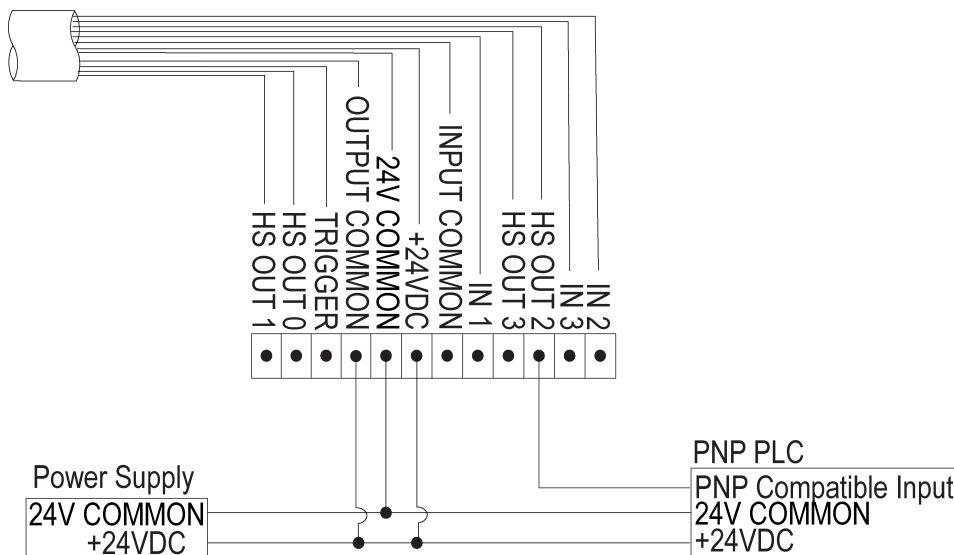 HS OUT 1
HS OUT 0
TRIGGER
OUTPUT COMMON
24V COMMON
+24VDC
INPUT COMMON
IN 1
HS OUT 3
HS OUT 2
IN 3
IN 2
Power Supply
24V COMMON
+24VDC
PNP PLC
PNP Compatible Input
24V COMMON
+24VDC